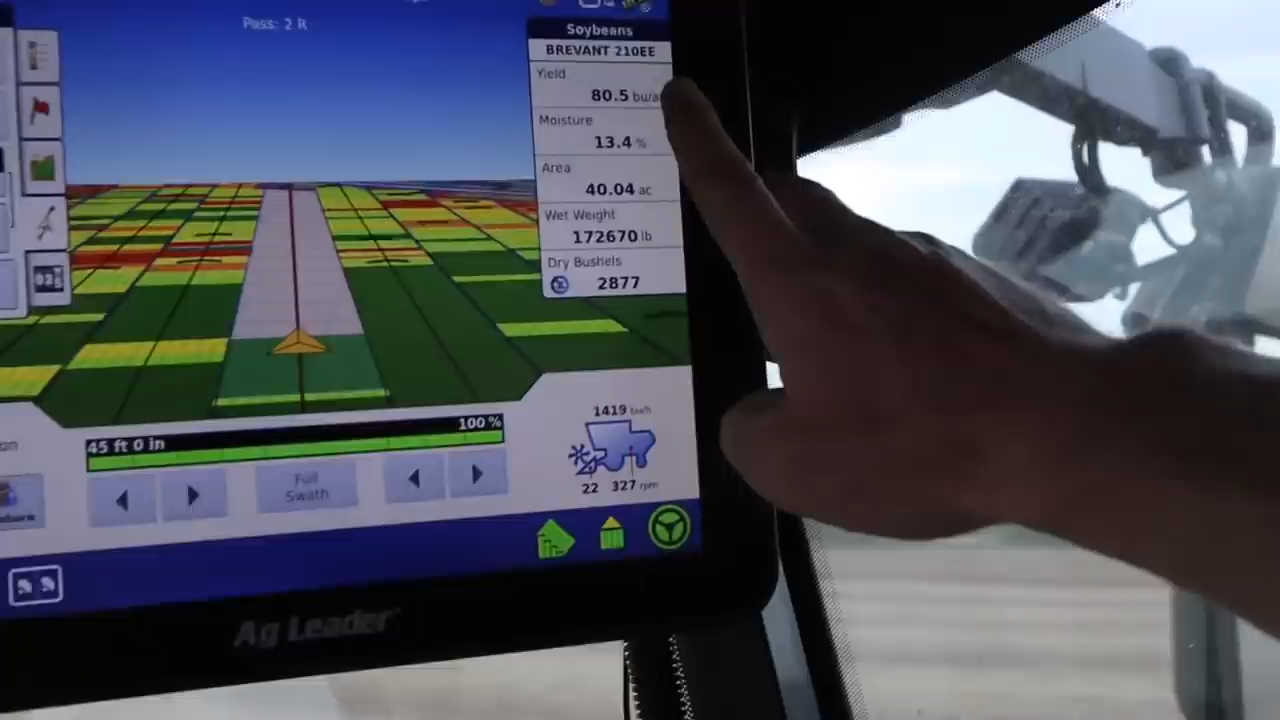 Pass: 2 R
Soybeans
BREVANT 210EE
Yield
80.5 bu/a
Moisture
13.4 %
Area
40.04 ac
Wet Weight
172670 lb
Dry Bushels
2877
45 ft 0 in
100 %
Full
Swath
1419
22 327 rpm
on
Ag Leader